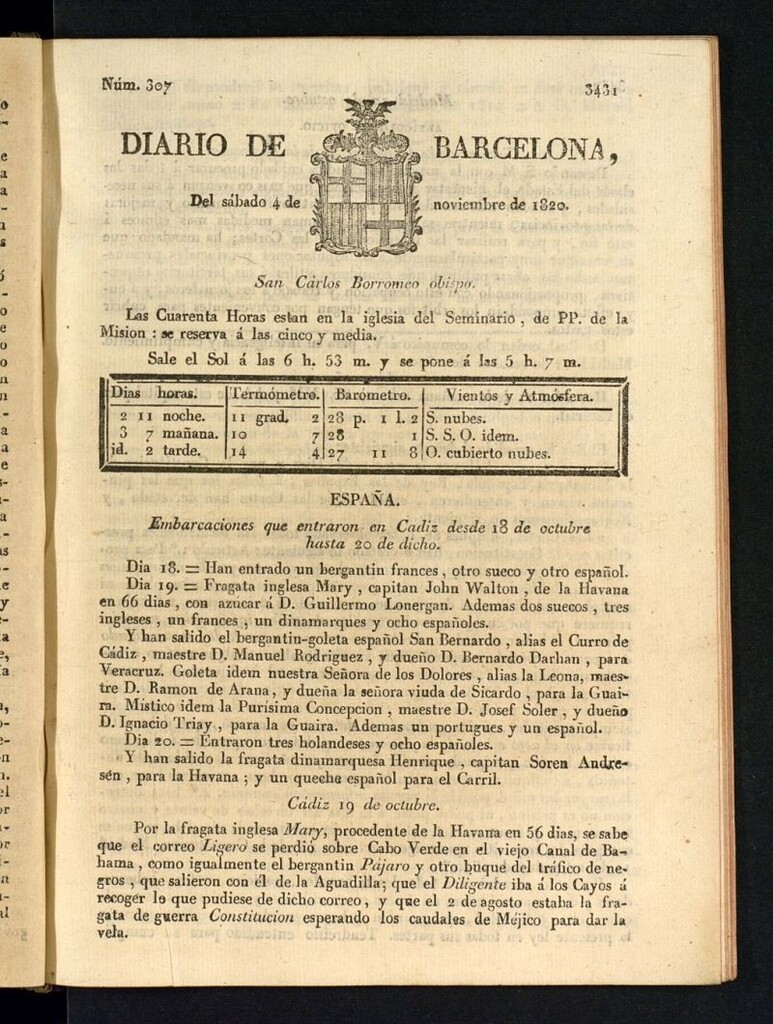 Núm. 307 3431
DIARIO DE BARCELONA,
Del sábado 4 de noviembre de 1820.
San Cárlos Borromeo obispo.
Las Cuarenta Horas estan en la iglesia del Seminario , de PP. de la
Mision : se reserva á las cinco y media.
Sale el Sol á las 6 h. 53 m. y se pone á las 5 h. 7 m.
Dias horas. Termómetro. Barómetro. Vientos y Atmósfera.
2 11 noche. 11 grad. 2 28 p. 1 l. 2 S. nubes.
3 7 mañana. 10 7 28 1 S. S. O. idem.
id. 2 tarde. 14 4 27 11 8 O. cubierto nubes.
ESPAÑA.
Embarcaciones que entraron en Cadiz desde 18 de octubre
hasta 20 de dicho.
Dia 18. = Han entrado un bergantin frances , otro sueco y otro español.
Dia 19. = Fragata inglesa Mary , capitan John Walton , de la Havana
en 66 dias , con azucar á D. Guillermo Lonergan. Ademas dos suecos , tres
ingleses , un frances , un dinamarques y ocho españoles.
Y han salido el bergantin-goleta español San Bernardo , alias el Curro de
Cádiz , maestre D. Manuel Rodriguez , y dueño D. Bernardo Darhan , para
Veracruz. Goleta idem nuestra Señora de los Dolores , alias la Leona, maes-
tre D. Ramon de Arana, y dueña la señora viuda de Sicardo , para la Guai-
ra. Mistico idem la Purísima Concepcion , maestre D. Josef Soler , y dueño
D. Ignacio Triay , para la Guaira. Ademas un portugues y un español.
Dia 20. = Entraron tres holandeses y ocho españoles.
Y han salido la fragata dinamarquesa Henrique , capitan Soren Andre-
sén , para la Havana ; y un queche español para el Carril.
Cádiz 19 de octubre.
Por la fragata inglesa Mary, procedente de la Havana en 56 dias, se sabe
que el correo Ligero se perdió sobre Cabo Verde en el viejo Canal de Ba-
hama , como igualmente el bergantin Pájaro y otro buque del tráfico de ne-
gros , que salieron con él de la Aguadilla; que el Diligente iba á los Cayos á
recoger lo que pudiese de dicho correo , y que el 2 de agosto estaba la fra-
gata de guerra Constitucion esperando los caudales de Méjico para dar la
vela.